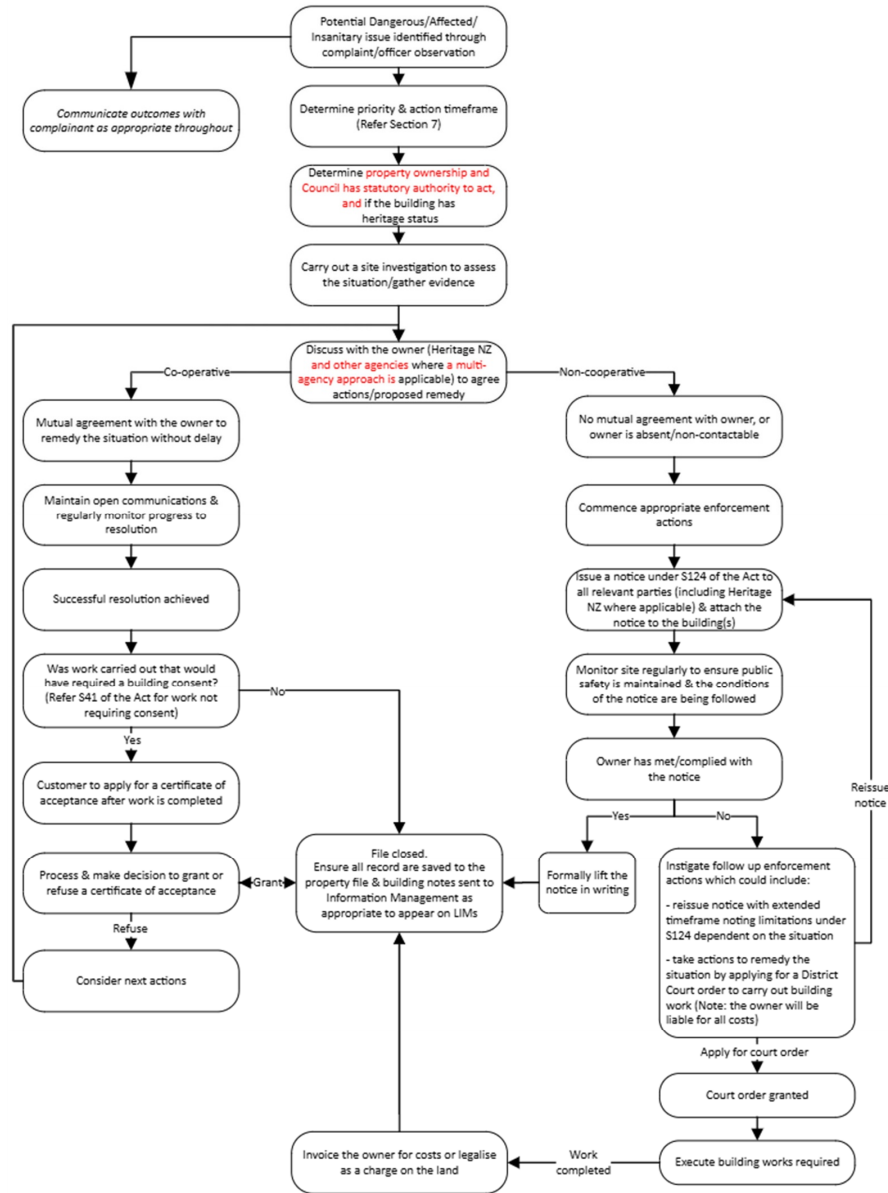 Potential Dangerous/Affected/
Insanitary issue identified through
complaint/officer observation
Communicate outcomes with
complainant as appropriate throughout
Determine priority & action timeframe
(Refer Section 7)
Determine property ownership and
Council has statutory authority to act,
and if the building has
heritage status
Carry out a site investigation to assess
the situation/gather evidence
Discuss with the owner (Heritage NZ
and other agencies where a multi-
agency approach is applicable) to agree
actions/proposed remedy
Co-operative
Non-cooperative
Mutual agreement with the owner to
remedy the situation without delay
Maintain open communications &
regularly monitor progress to
resolution
Successful resolution achieved
Was work carried out that would
have required a building consent?
(Refer S41 of the Act for work not
requiring consent)
No
Yes
Customer to apply for a certificate of
acceptance after work is completed
Process & make decision to grant or
refuse a certificate of acceptance
Grant
Refuse
Consider next actions
No mutual agreement with owner, or
owner is absent/non-contactable
Commence appropriate enforcement
actions
Issue a notice under S124 of the Act to
all relevant parties (including Heritage
NZ where applicable) & attach the
notice to the building(s)
Monitor site regularly to ensure public
safety is maintained & the conditions
of the notice are being followed
Owner has met/complied with
the notice
Reissue
notice
Yes
No
Formally lift the
notice in writing
File closed.
Ensure all record are saved to the
property file & building notes sent to
Information Management as
appropriate to appear on LIMs
Instigate follow up enforcement
actions which could include:
- reissue notice with extended
timeframe noting limitations under
S124 dependent on the situation
- take actions to remedy the
situation by applying for a District
Court order to carry out building
work (Note: the owner will be
liable for all costs)
Apply for court order
Court order granted
Execute building works required
Work
completed
Invoice the owner for costs or legalise
as a charge on the land